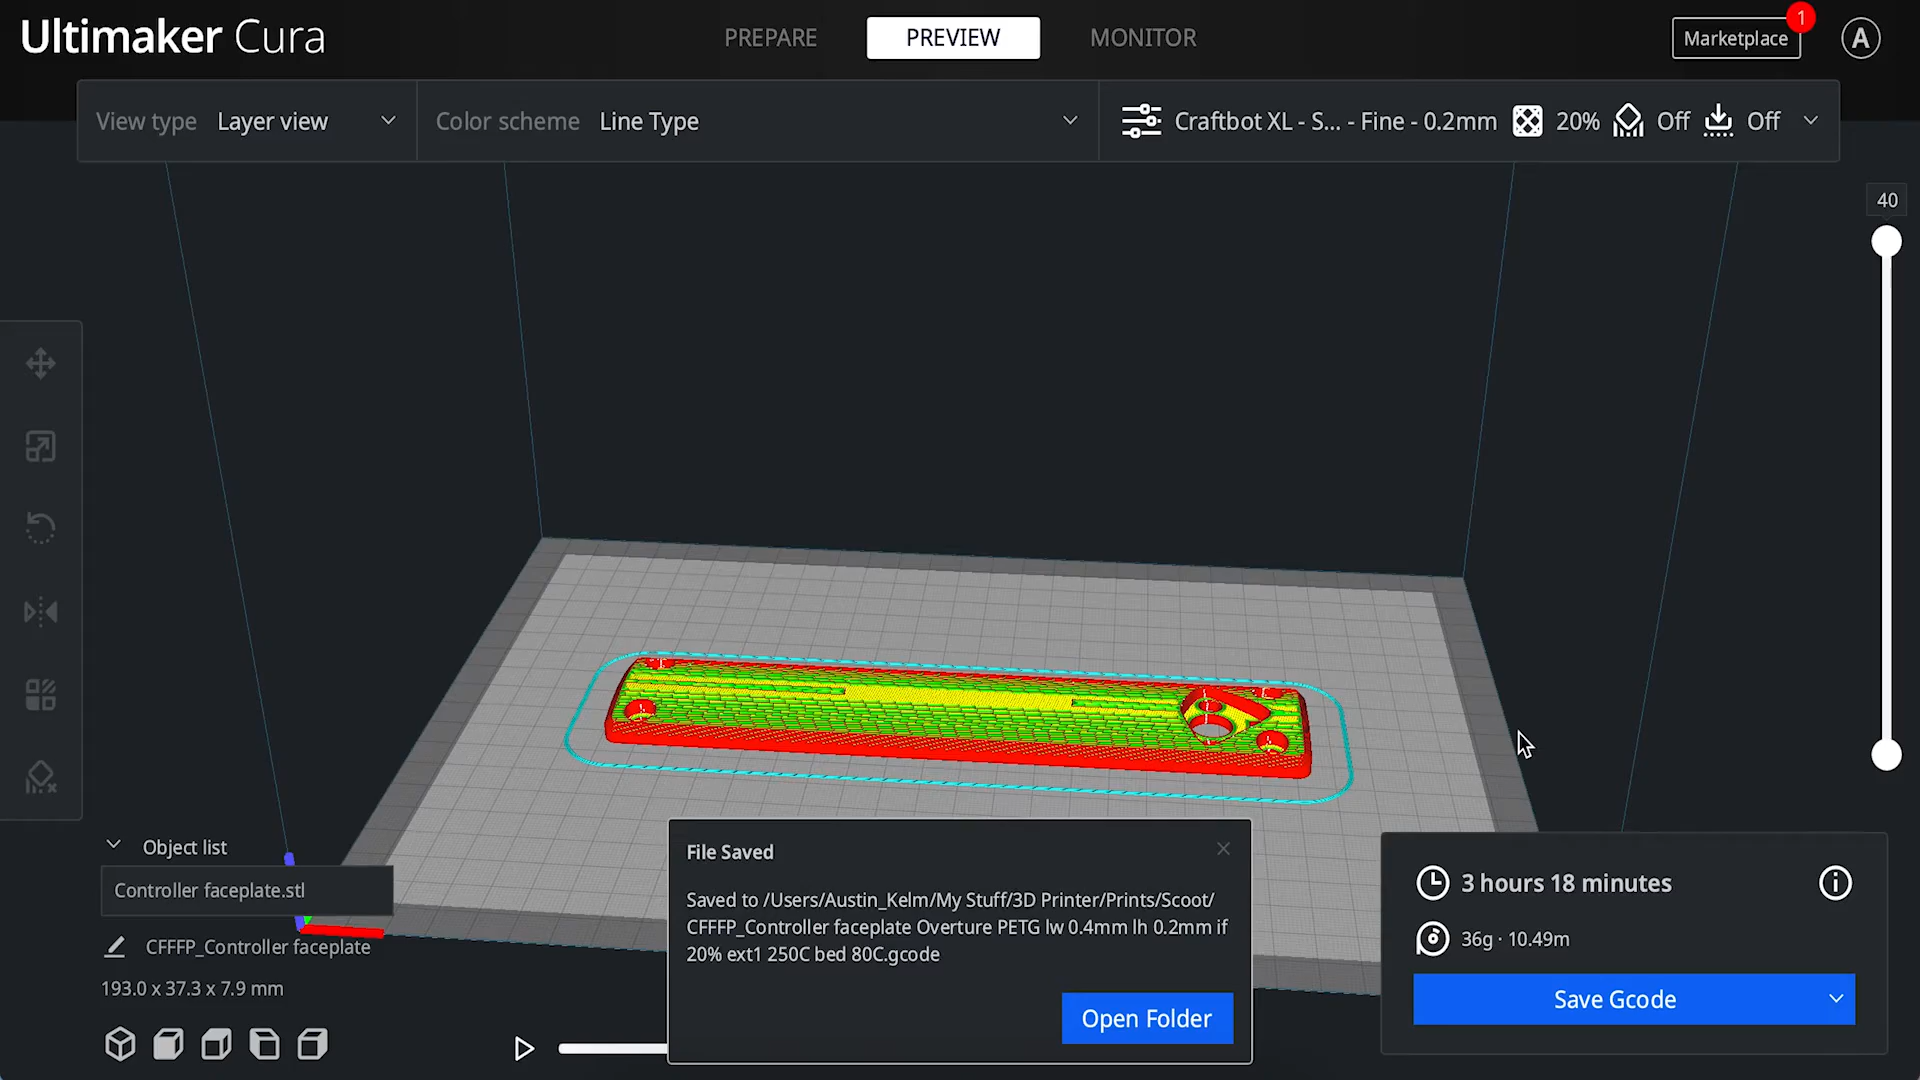 Ultimaker Cura
PREPARE
PREVIEW
MONITOR
Marketplace
1
A
View type Layer view
Color scheme Line Type
Craftbot XL - S... - Fine - 0.2mm
20%
Off
Off
40
Object list
Controller faceplate.stl
CFFFP_Controller faceplate
193.0 x 37.3 x 7.9 mm
File Saved
Saved to /Users/Austin_Kelm/My Stuff/3D Printer/Prints/Scoot/
CFFFP_Controller faceplate Overture PETG lw 0.4mm lh 0.2mm if
20% ext1 250C bed 80C.gcode
Open Folder
3 hours 18 minutes
36g · 10.49m
Save Gcode